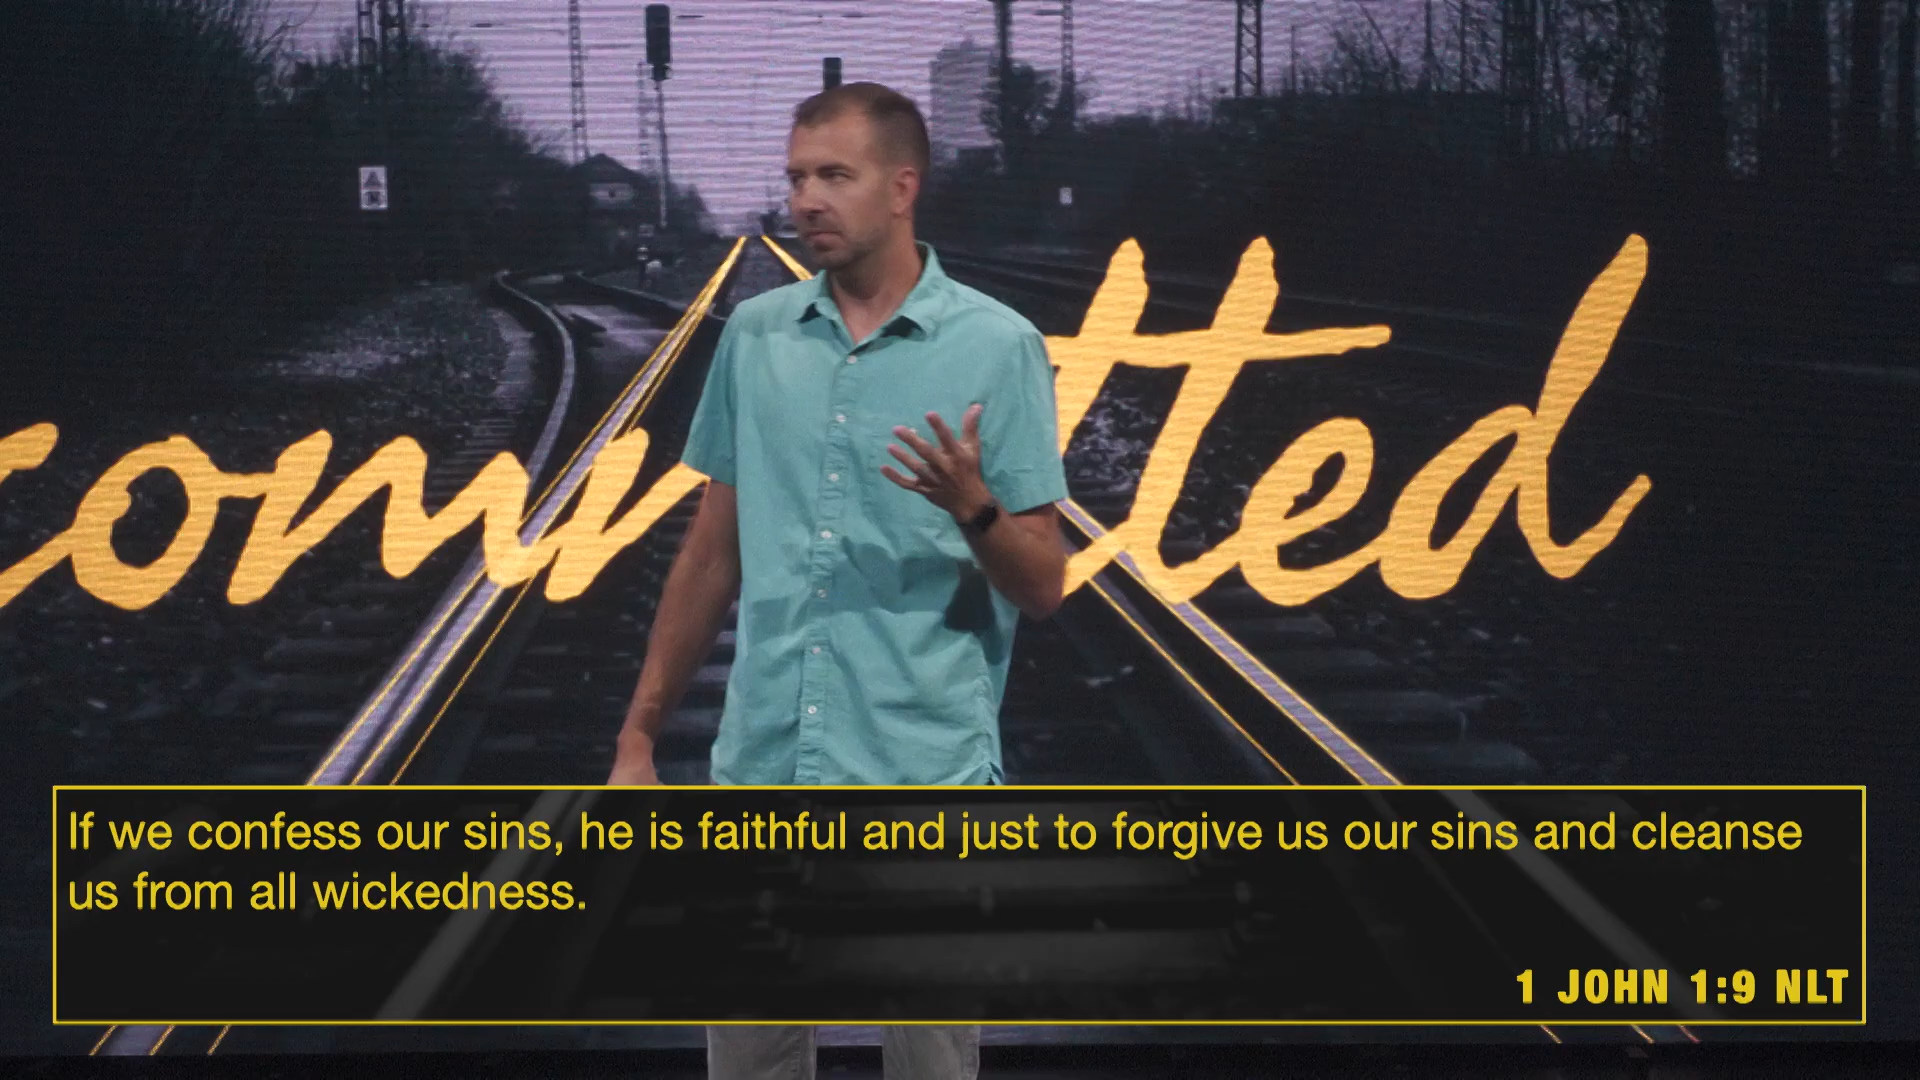 committed
If we confess our sins, he is faithful and just to forgive us our sins and cleanse
us from all wickedness.
1 JOHN 1:9 NLT